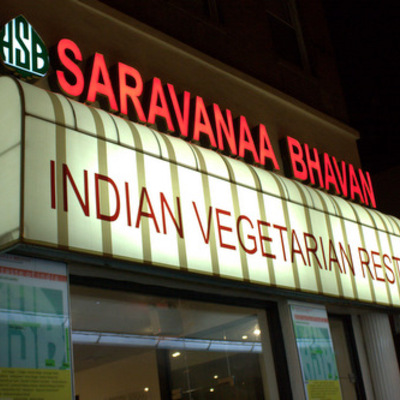 HSB
SARAVANAA BHAVAN
INDIAN VEGETARIAN REST